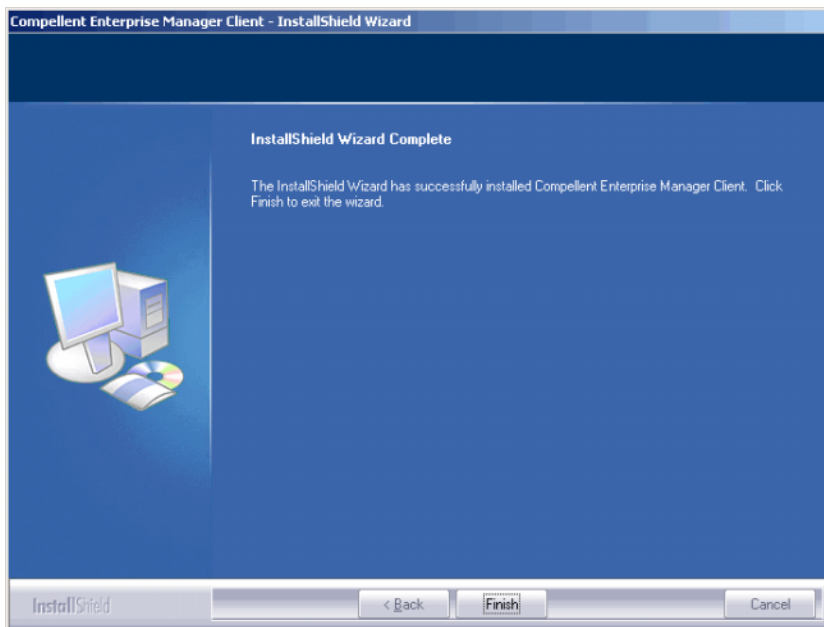 Compellent Enterprise Manager Client - InstallShield Wizard
InstallShield Wizard Complete
The InstallShield Wizard has successfully installed Compellent Enterprise Manager Client. Click
Finish to exit the wizard.
InstallShield
< Back
Finish
Cancel